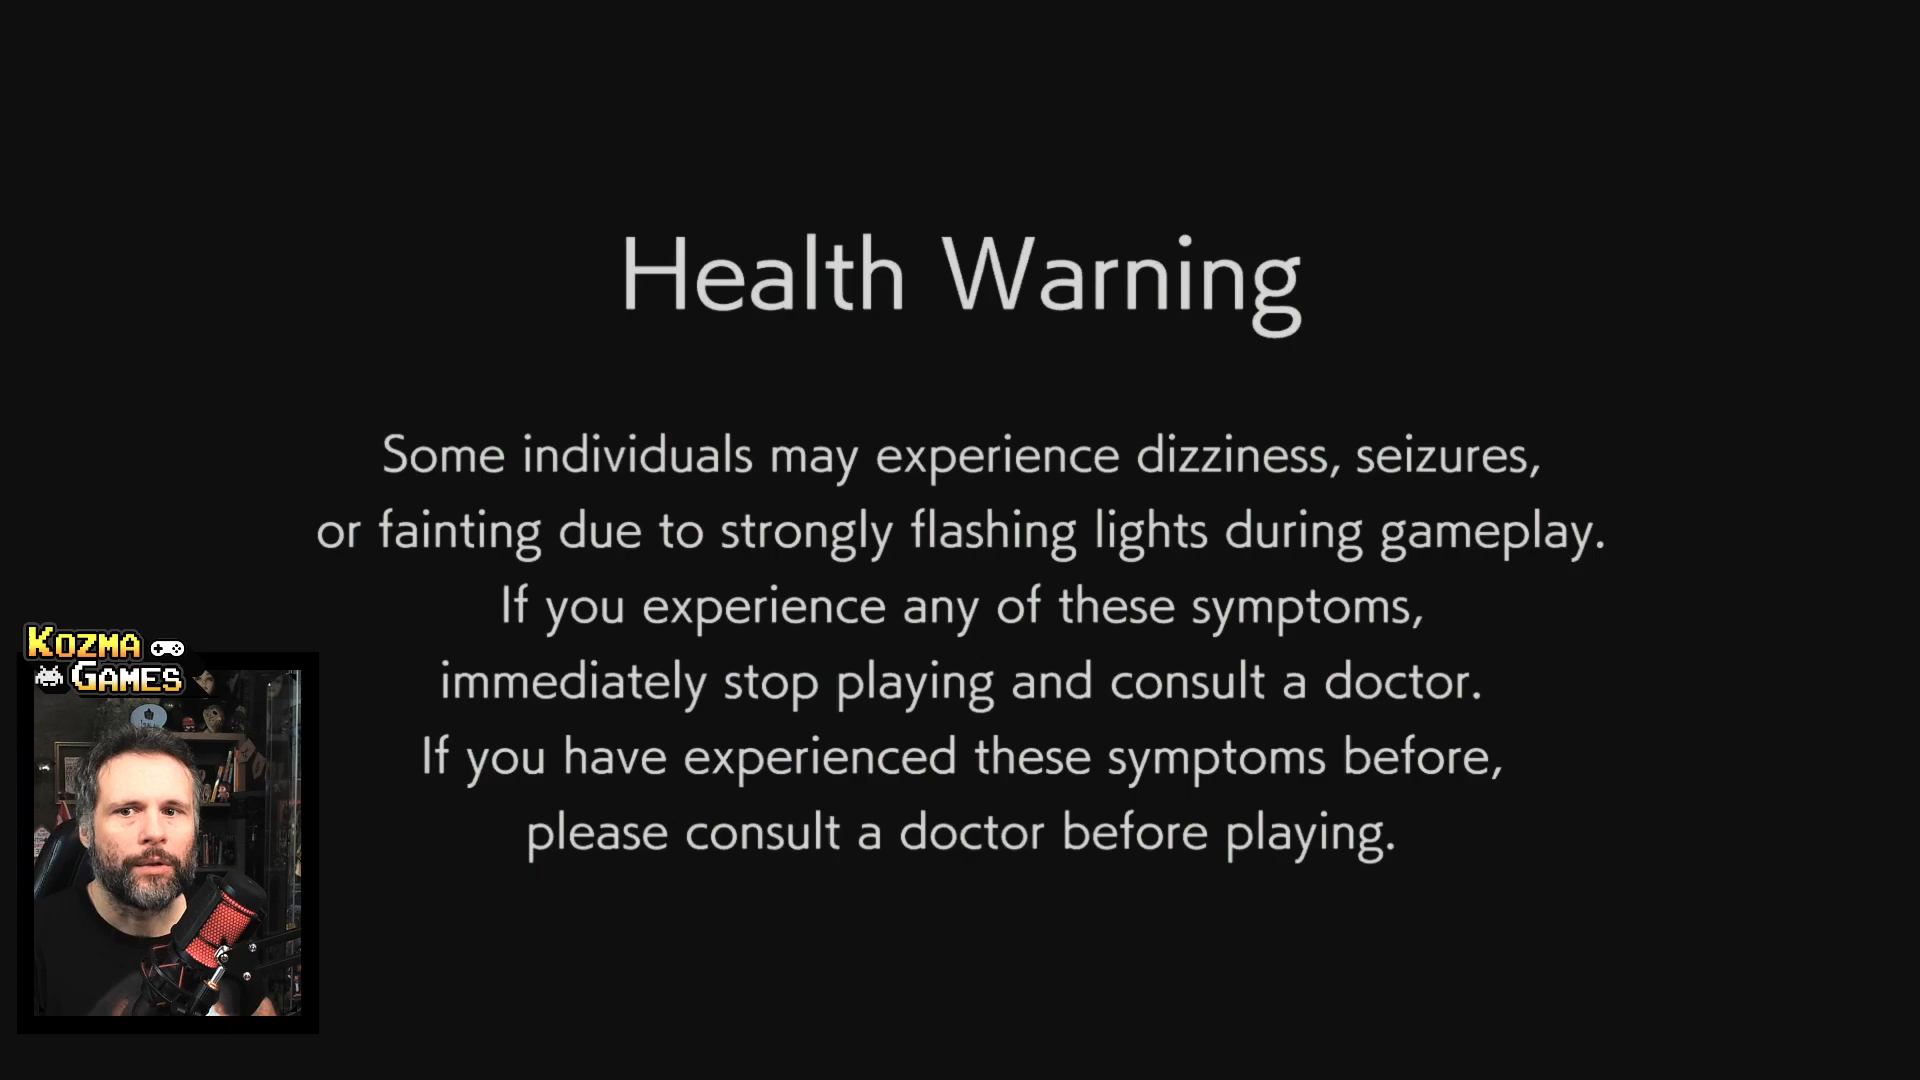 Health Warning
Some individuals may experience dizziness, seizures,
or fainting due to strongly flashing lights during gameplay.
If you experience any of these symptoms,
immediately stop playing and consult a doctor.
If you have experienced these symptoms before,
please consult a doctor before playing.
KOZMA
GAMES